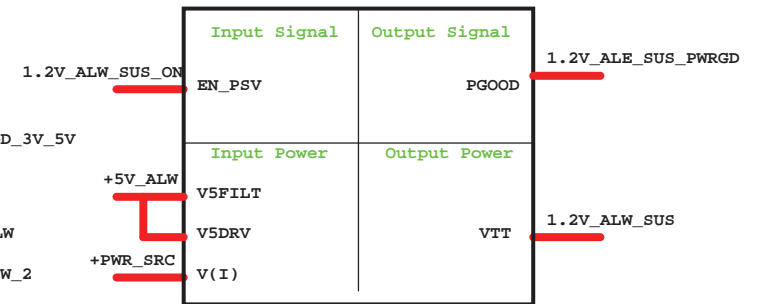 Input Signal
Output Signal
1.2V_ALE_SUS_PWRGD
1.2V_ALW_SUS_ON
EN_PSV
PGOOD
D_3V_5V
Input Power
Output Power
+5V_ALW
V5FILT
1.2V_ALW_SUS
LW
V5DRV
VTT
+PWR_SRC
W_2
V(I)